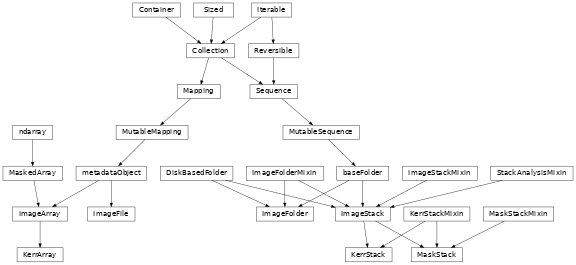 Container
Sized
Iterable
Collection
Reversible
Mapping
Sequence
ndarray
MutableMapping
MutableSequence
MaskedArray
metadataObject
DiskBasedFolder
ImageFolderMixin
baseFolder
ImageStackMixin
StackAnalysisMixin
ImageArray
ImageFile
ImageFolder
ImageStack
KerrStackMixin
MaskStackMixin
KerrArray
KerrStack
MaskStack